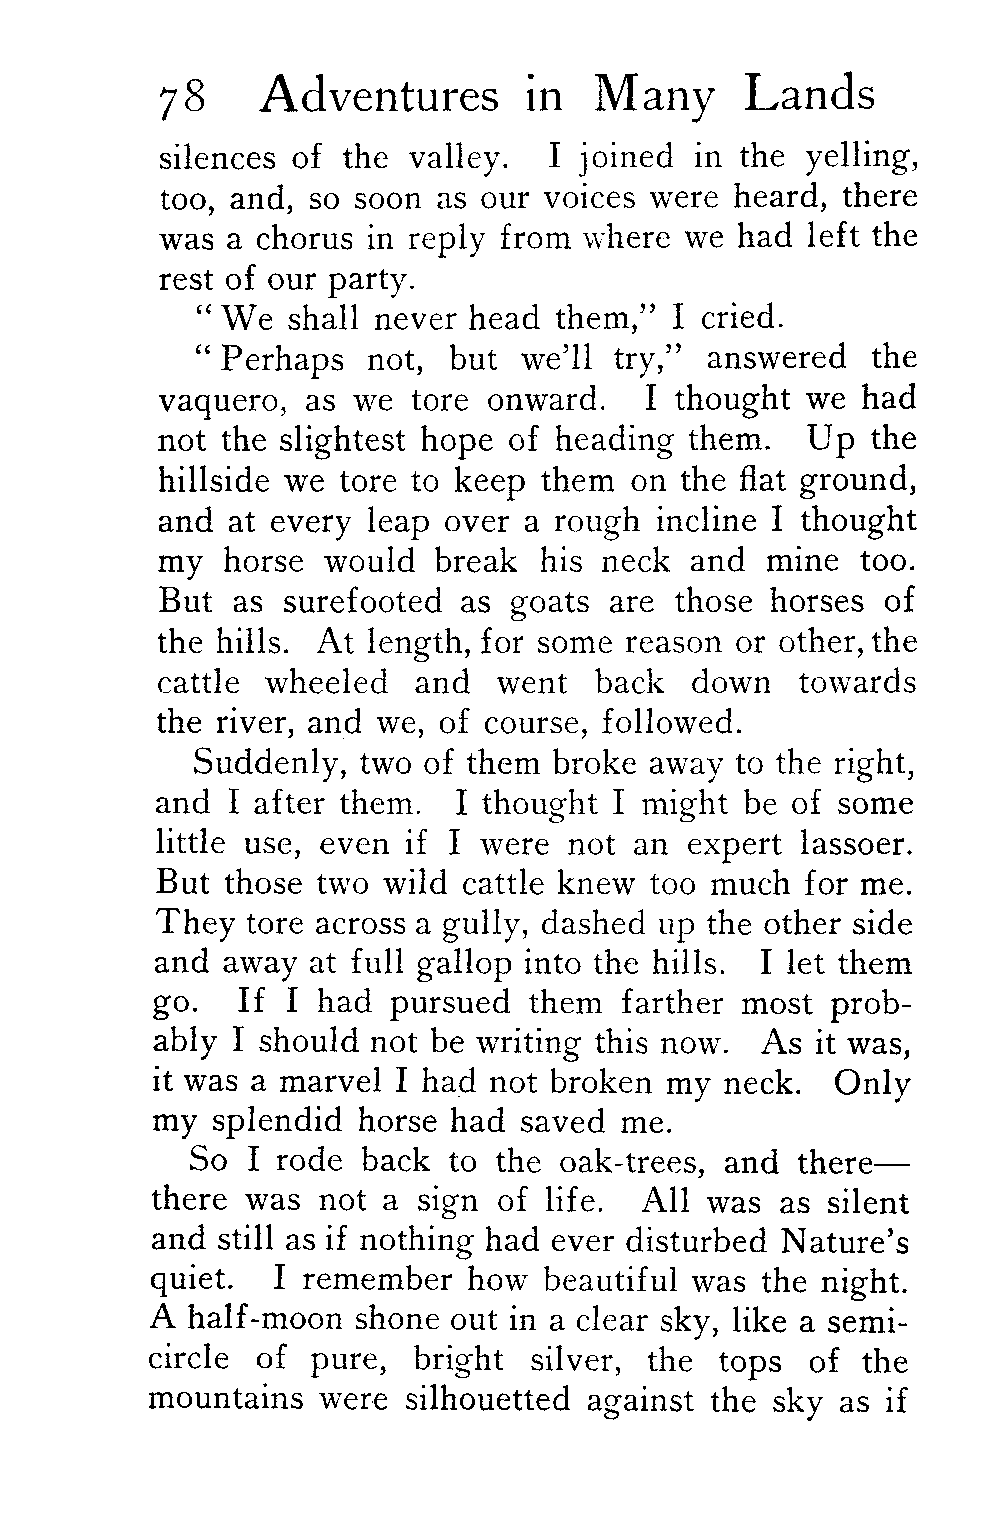 78 Adventures in Many Lands
silences of the valley. I joined in the yelling,
too, and, so soon as our voices were heard, there
was a chorus in reply from where we had left the
rest of our party.
“ We shall never head them,” I cried.
“ Perhaps not, but we’ll try,” answered the
vaquero, as we tore onward. I thought we had
not the slightest hope of heading them. Up the
hillside we tore to keep them on the flat ground,
and at every leap over a rough incline I thought
my horse would break his neck and mine too.
But as surefooted as goats are those horses of
the hills. At length, for some reason or other, the
cattle wheeled and went back down towards
the river, and we, of course, followed.
Suddenly, two of them broke away to the right,
and I after them. I thought I might be of some
little use, even if I were not an expert lassoer.
But those two wild cattle knew too much for me.
They tore across a gully, dashed up the other side
and away at full gallop into the hills. I let them
go. If I had pursued them farther most prob-
ably I should not be writing this now. As it was,
it was a marvel I had not broken my neck. Only
my splendid horse had saved me.
So I rode back to the oak-trees, and there—
there was not a sign of life. All was as silent
and still as if nothing had ever disturbed Nature’s
quiet. I remember how beautiful was the night.
A half-moon shone out in a clear sky, like a semi-
circle of pure, bright silver, the tops of the
mountains were silhouetted against the sky as if